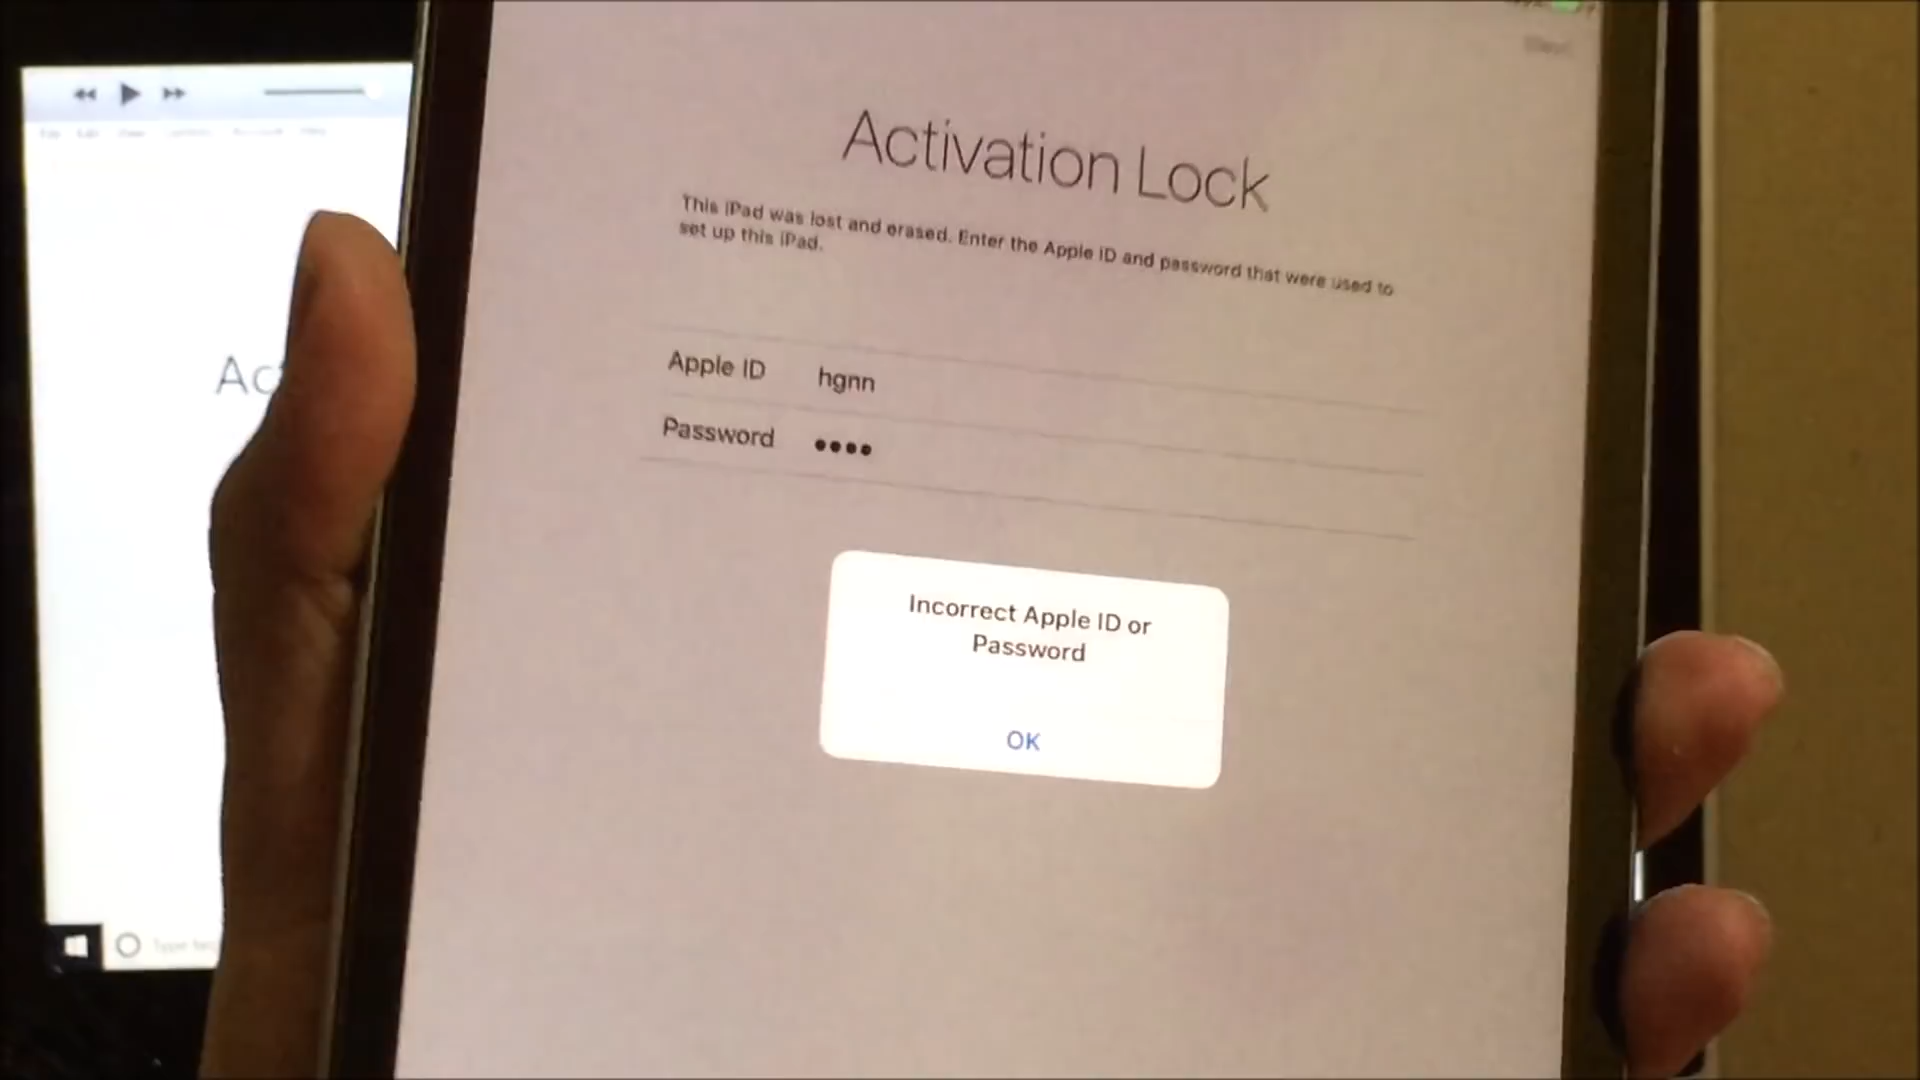 Activation Lock
This iPad was lost and erased. Enter the Apple ID and password that were used to
set up this iPad.
Apple ID hgnn
Password ••••
Incorrect Apple ID or
Password
OK
Ac